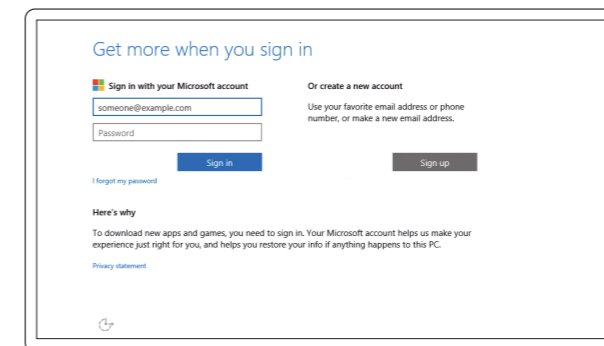 Get more when you sign in
Sign in with your Microsoft account
someone@example.com
Password
Sign in
I forgot my password
Or create a new account
Use your favorite email address or phone
number, or make a new email address.
Sign up
Here's why
To download new apps and games, you need to sign in. Your Microsoft account helps us make your
experience just right for you, and helps you restore your info if anything happens to this PC.
Privacy statement